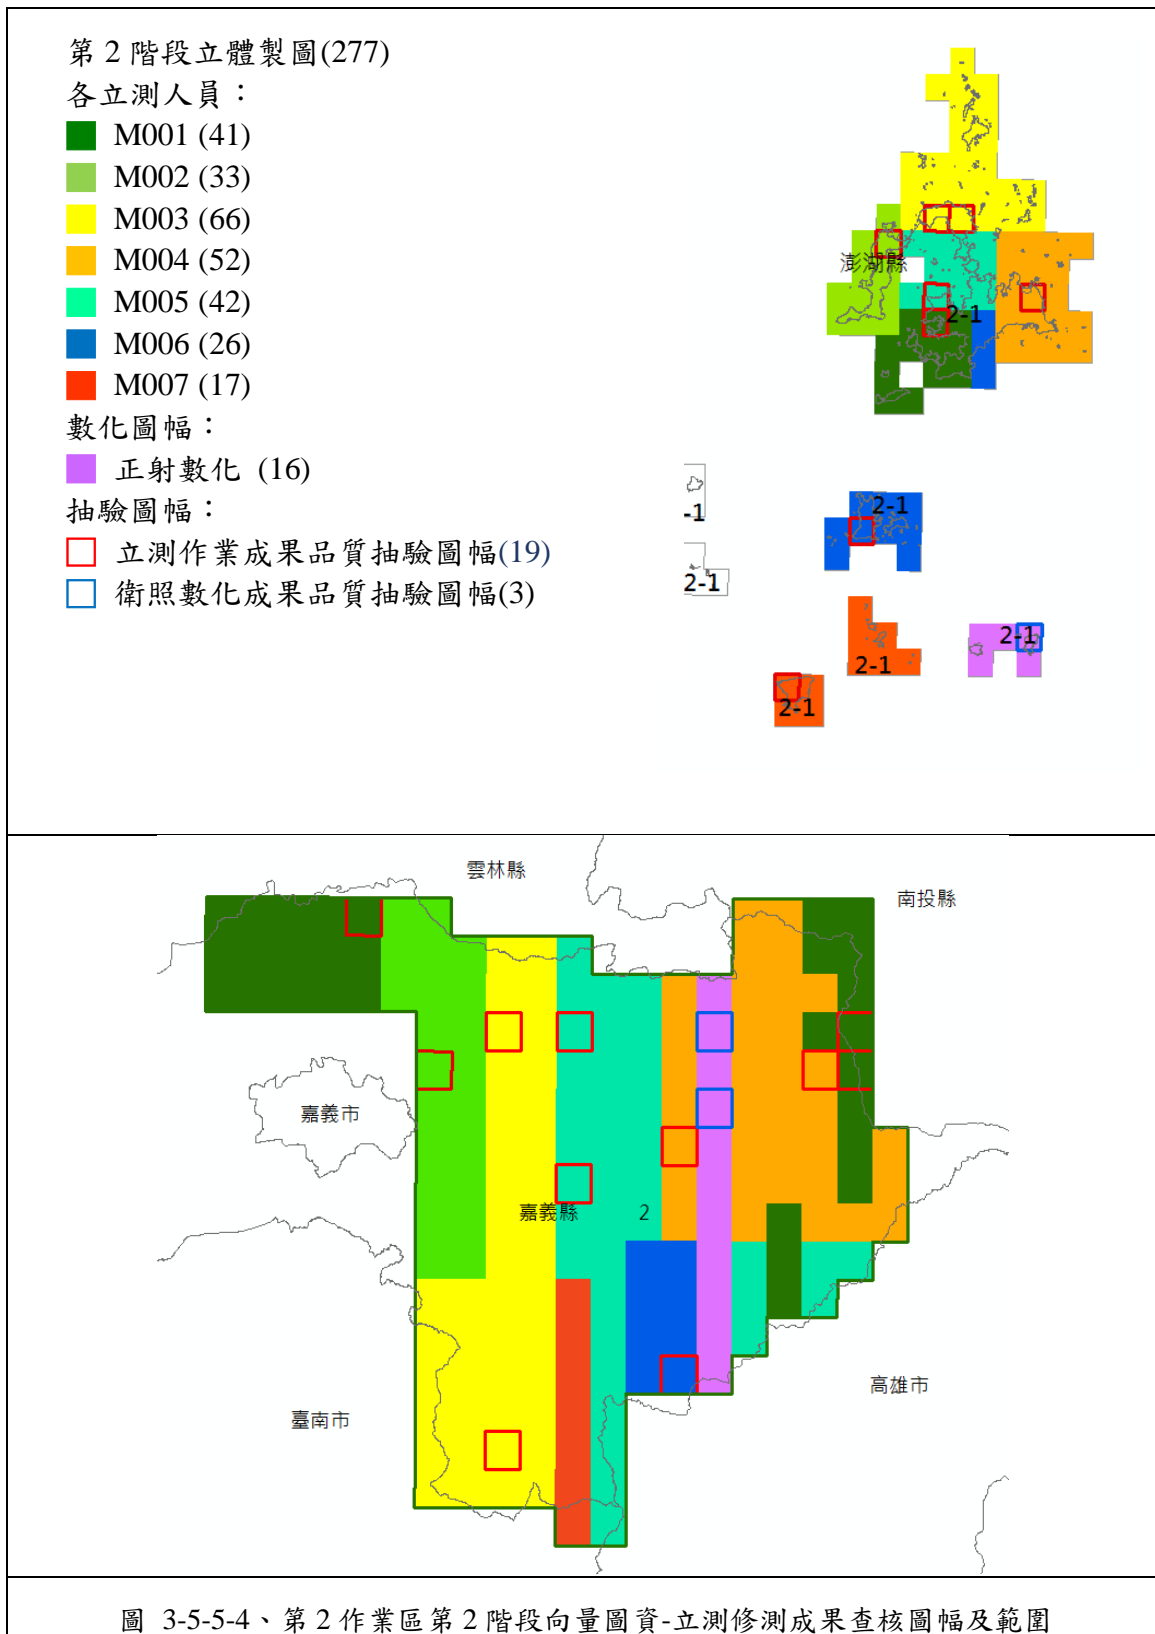 第 2 階段立體製圖(277)
各立測人員：
M001 (41)
M002 (33)
M003 (66)
M004 (52)
M005 (42)
M006 (26)
M007 (17)
數化圖幅：
正射數化 (16)
抽驗圖幅：
立測作業成果品質抽驗圖幅(19)
衛照數化成果品質抽驗圖幅(3)
澎湖縣
2-1
-1
2-1
2-1
2-1
2-1
2-1
雲林縣
南投縣
嘉義市
嘉義縣
2
高雄市
臺南市
圖 3-5-5-4、第 2 作業區第 2 階段向量圖資-立測修測成果查核圖幅及範圍